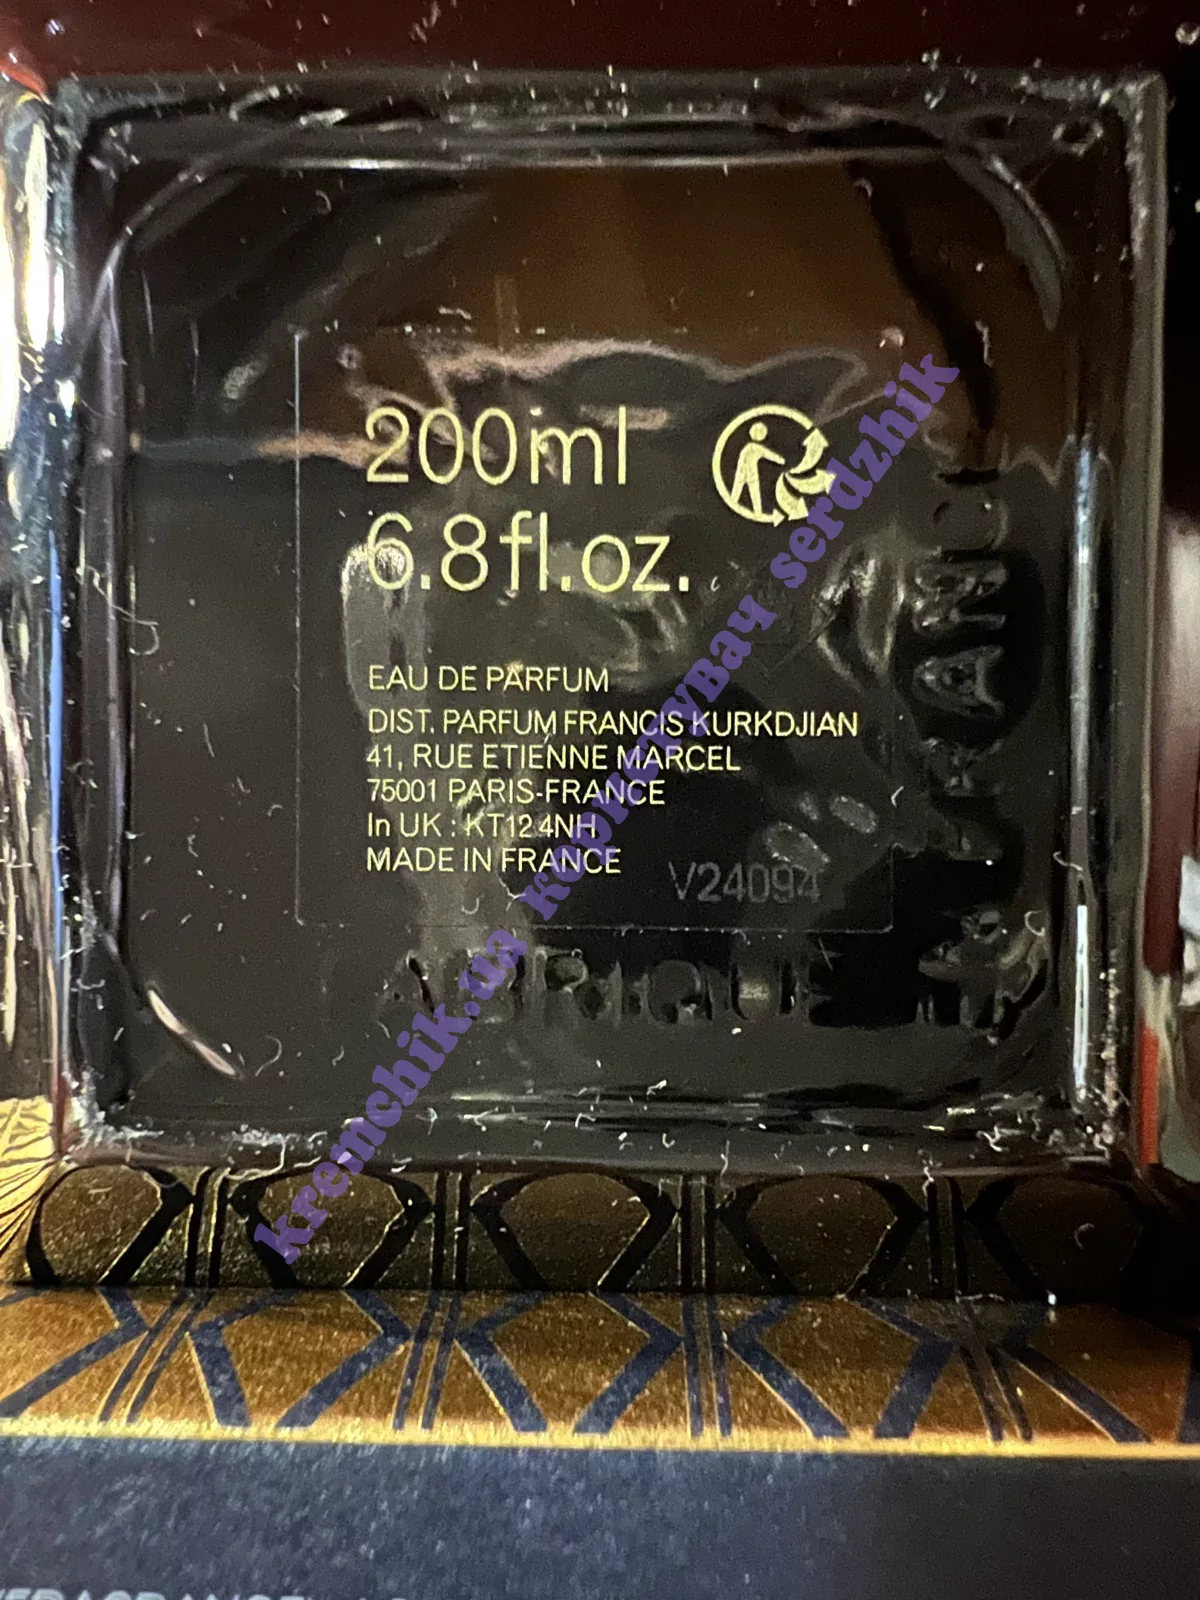 200ml
6.8fl.oz.
EAU DE PARFUM
DIST. PARFUM FRANCIS KURKDJIAN
41, RUE ETIENNE MARCEL
75001 PARIS-FRANCE
In UK : KT12 4NH
MADE IN FRANCE
V24094
kremchik.ua корретувач serdzhik